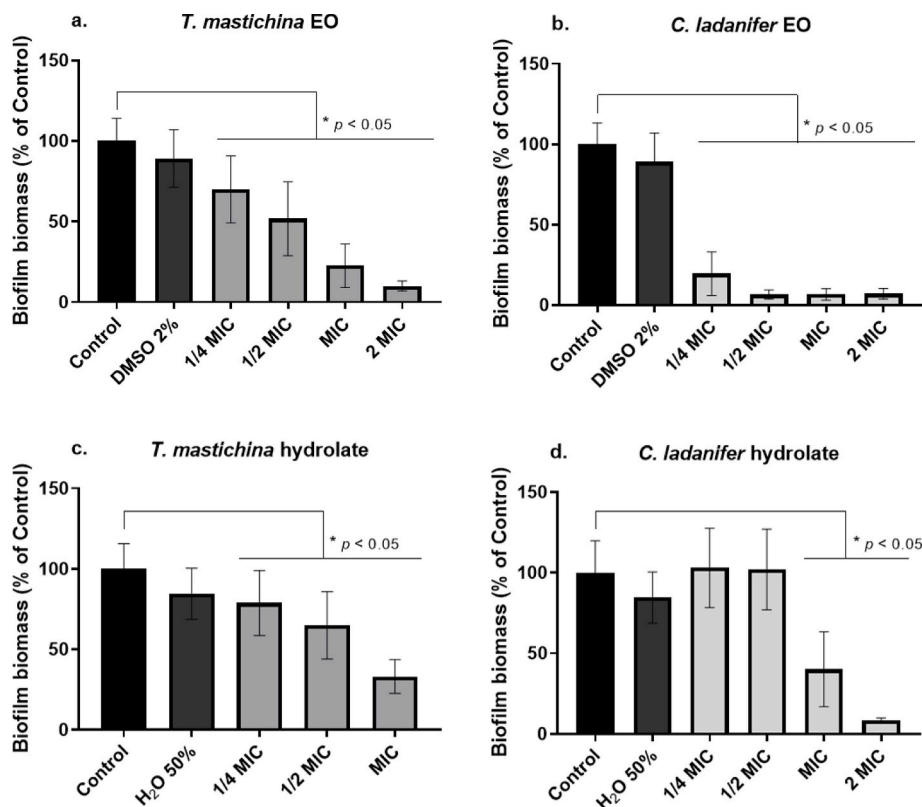 a.
T. mastichina EO
Biofilm biomass (% of Control)
150
100
50
0
* p < 0.05
Control
DMSO 2%
1/4 MIC
1/2 MIC
MIC
2 MIC
b.
C. ladanifer EO
Biofilm biomass (% of Control)
150
100
50
0
* p < 0.05
Control
DMSO 2%
1/4 MIC
1/2 MIC
MIC
2 MIC
c.
T. mastichina hydrolate
Biofilm biomass (% of Control)
150
100
50
0
* p < 0.05
Control
H₂O 50%
1/4 MIC
1/2 MIC
MIC
d.
C. ladanifer hydrolate
Biofilm biomass (% of Control)
150
100
50
0
* p < 0.05
Control
H₂O 50%
1/4 MIC
1/2 MIC
MIC
2 MIC